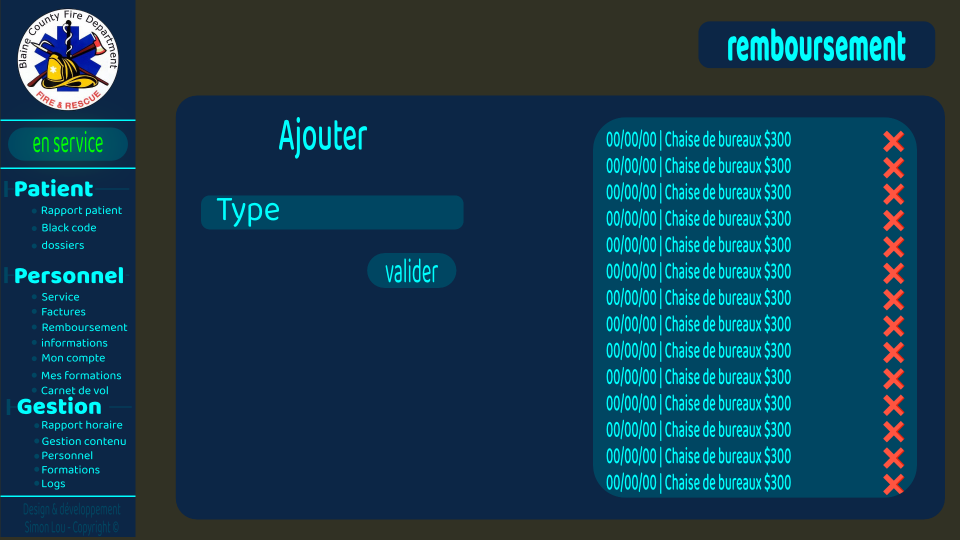 Blaine County Fire Department
FIRE & RESCUE
en service
Patient
Rapport patient
Black code
dossiers
Personnel
Service
Factures
Remboursement
informations
Mon compte
Mes formations
Carnet de vol
Gestion
Rapport horaire
Gestion contenu
Personnel
Formations
Logs
Design & développement
Simon Lou - Copyright ©
remboursement
Ajouter
Type
valider
00/00/00 | Chaise de bureaux $300
00/00/00 | Chaise de bureaux $300
00/00/00 | Chaise de bureaux $300
00/00/00 | Chaise de bureaux $300
00/00/00 | Chaise de bureaux $300
00/00/00 | Chaise de bureaux $300
00/00/00 | Chaise de bureaux $300
00/00/00 | Chaise de bureaux $300
00/00/00 | Chaise de bureaux $300
00/00/00 | Chaise de bureaux $300
00/00/00 | Chaise de bureaux $300
00/00/00 | Chaise de bureaux $300
00/00/00 | Chaise de bureaux $300
00/00/00 | Chaise de bureaux $300